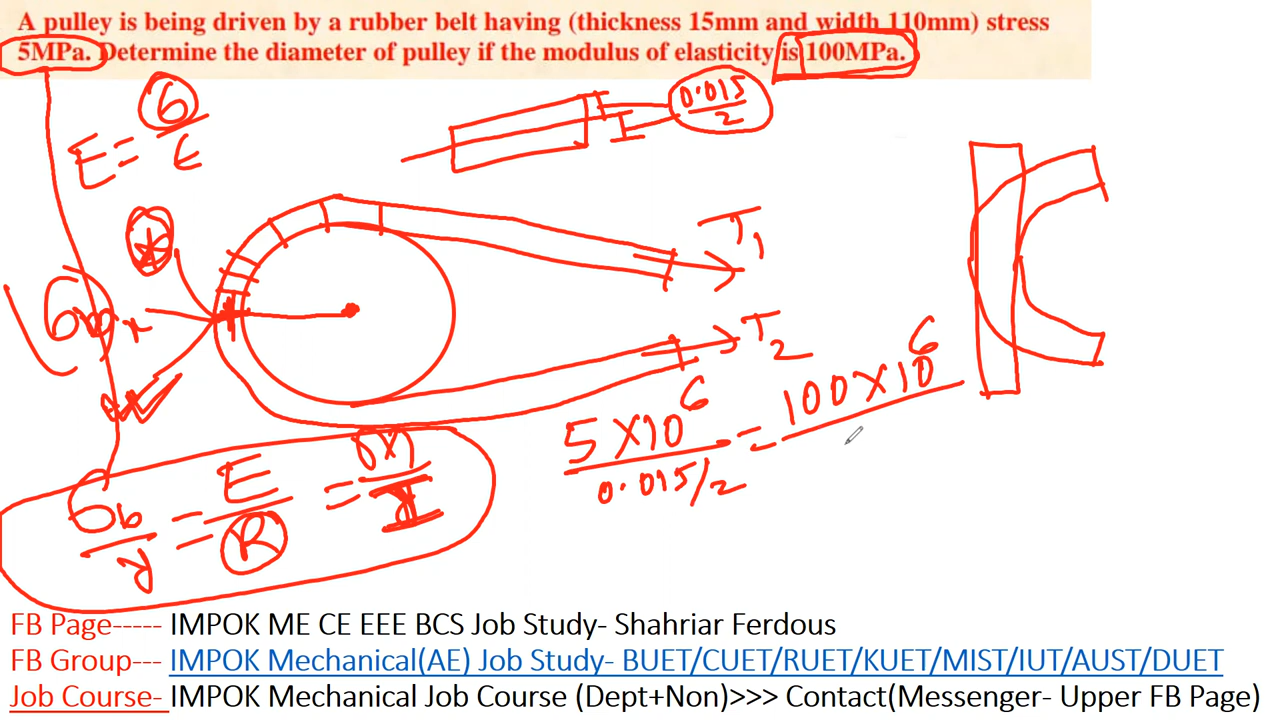 A pulley is being driven by a rubber belt having (thickness 15mm and width 110mm) stress
5MPa. Determine the diameter of pulley if the modulus of elasticity is 100MPa.
E = σ/ε
0.015/2
T1
T2
σb/y = E/R = M/I
5×10^6 / 0.015/2 = 100×10^6
FB Page----- IMPOK ME CE EEE BCS Job Study- Shahriar Ferdous
FB Group--- IMPOK Mechanical(AE) Job Study- BUET/CUET/RUET/KUET/MIST/IUT/AUST/DUET
Job Course- IMPOK Mechanical Job Course (Dept+Non)>>> Contact(Messenger- Upper FB Page)